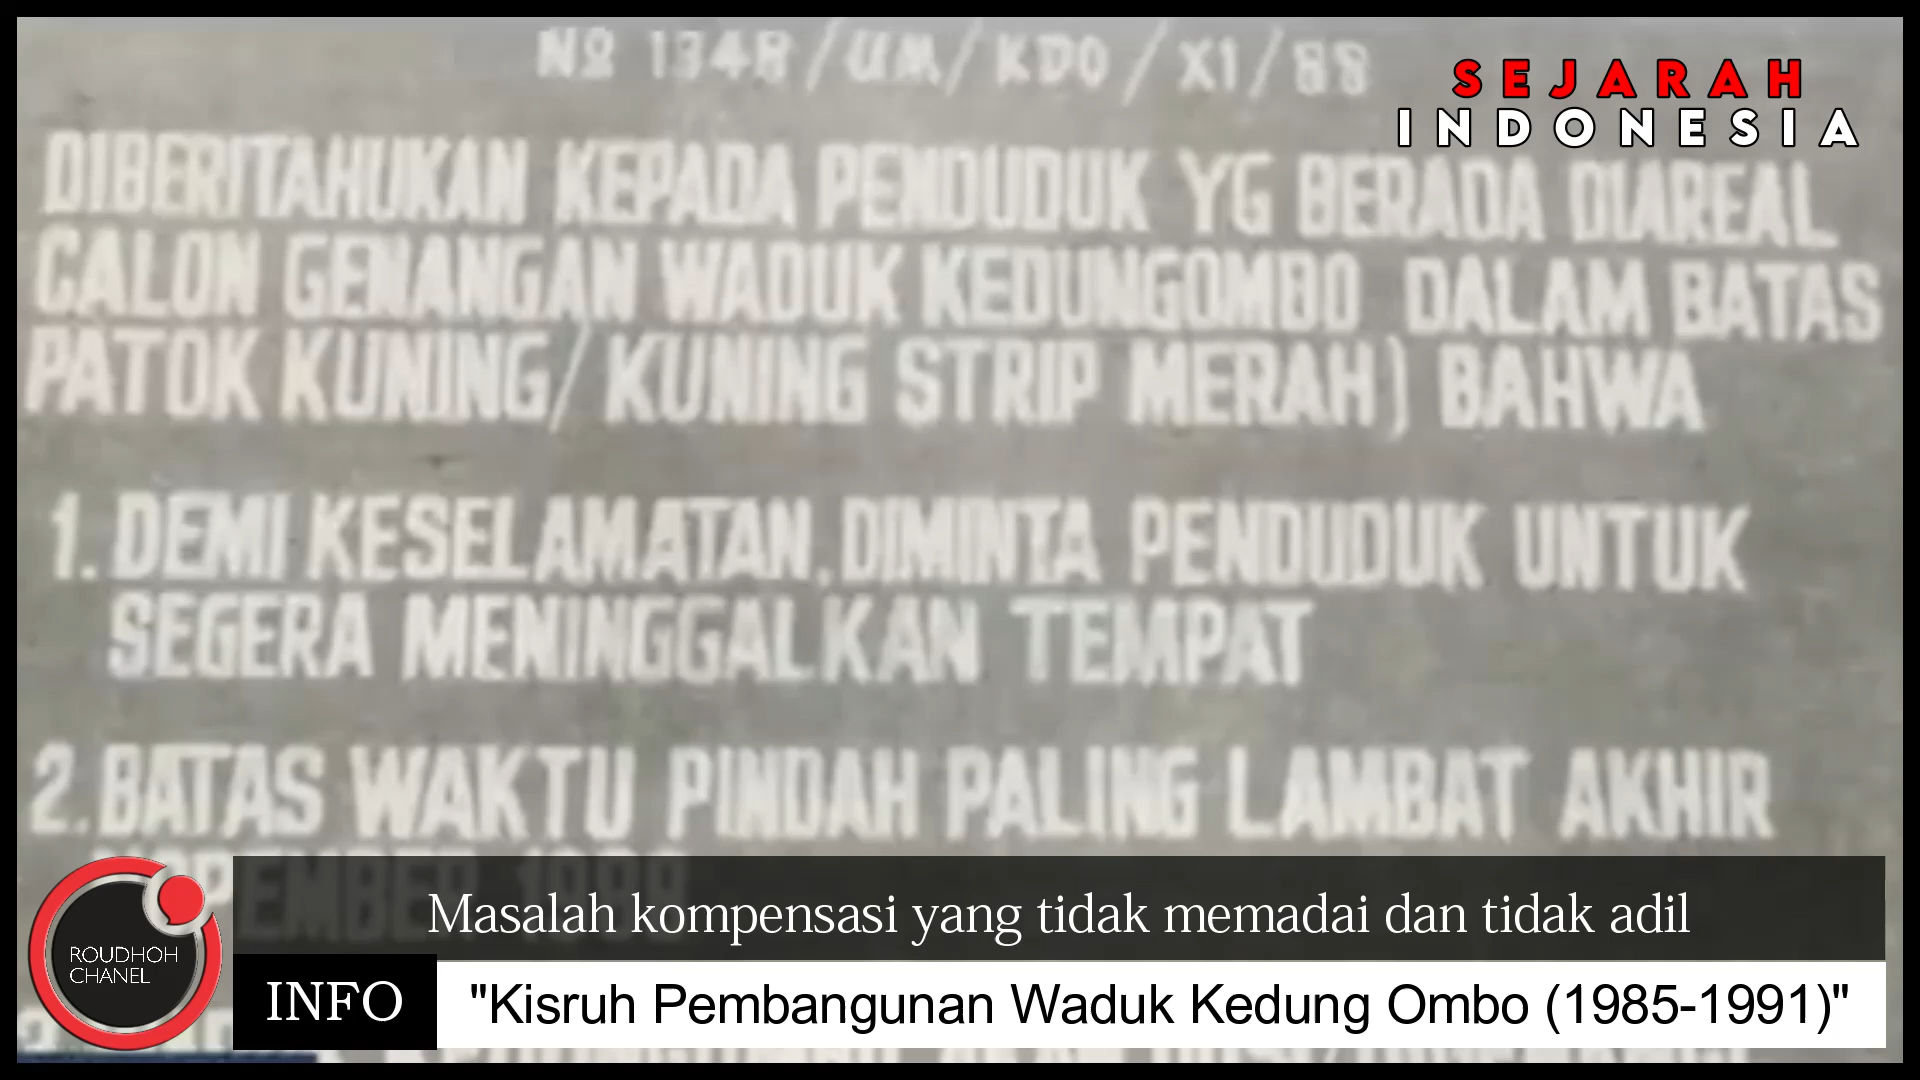 NO 1348/UM/KDO/XI/88
SEJARAH
INDONESIA
DIBERITAHUKAN KEPADA PENDUDUK YG BERADA DIAREAL
CALON GENANGAN WADUK KEDUNGOMBO DALAM BATAS
PATOK KUNING/KUNING STRIP MERAH) BAHWA
1. DEMI KESELAMATAN, DIMINTA PENDUDUK UNTUK
SEGERA MENINGGALKAN TEMPAT
2. BATAS WAKTU PINDAH PALING LAMBAT AKHIR
Masalah kompensasi yang tidak memadai dan tidak adil
ROUDHOH
CHANEL
INFO
"Kisruh Pembangunan Waduk Kedung Ombo (1985-1991)"